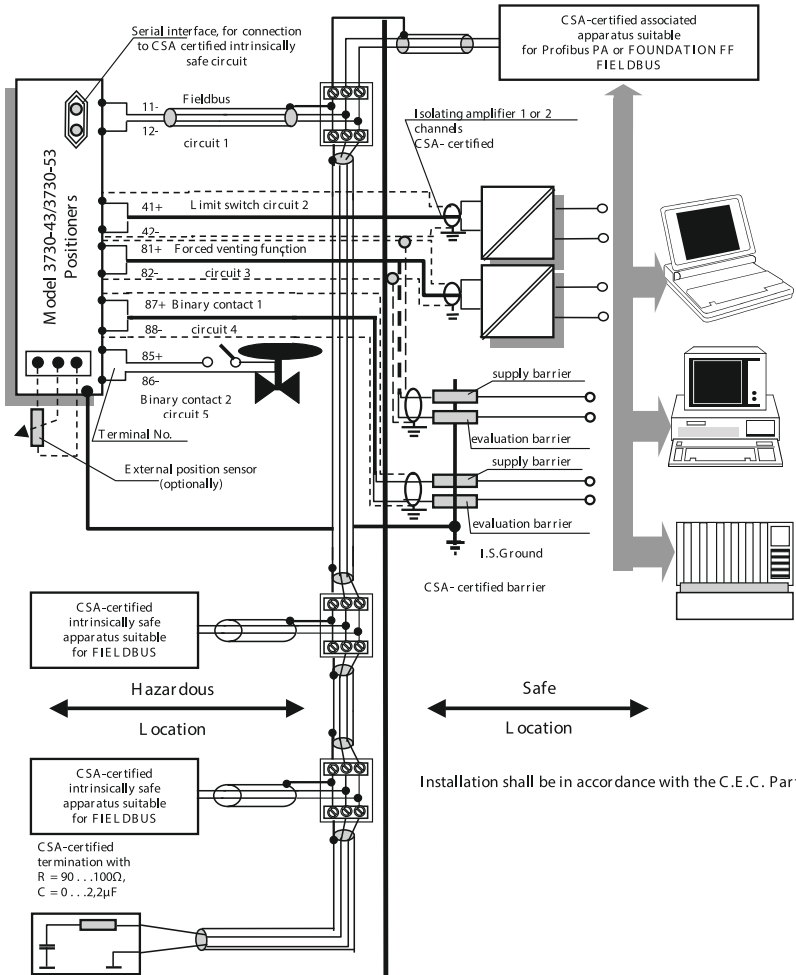 Serial interface, for connection
to CSA certified intrinsically
safe circuit
CSA-certified associated
apparatus suitable
for Profibus PA or FOUNDATION FF
FIELDBUS
Model 3730-43/3730-53
Positioners
11-
Fieldbus
12-
circuit 1
Isolating amplifier 1 or 2
channels
CSA- certified
41+ Limit switch circuit 2
42-
81+ Forced venting function
82- circuit 3
87+ Binary contact 1
88- circuit 4
85+
86-
Binary contact 2
circuit 5
Terminal No.
External position sensor
(optionally)
supply barrier
evaluation barrier
supply barrier
evaluation barrier
I.S.Ground
CSA- certified barrier
CSA-certified
intrinsically safe
apparatus suitable
for FIELDBUS
Hazardous
Location
Safe
Location
CSA-certified
intrinsically safe
apparatus suitable
for FIELDBUS
Installation shall be in accordance with the C.E.C. Par
CSA-certified
termination with
R = 90 . . .100Ω,
C = 0 . . .2,2µF